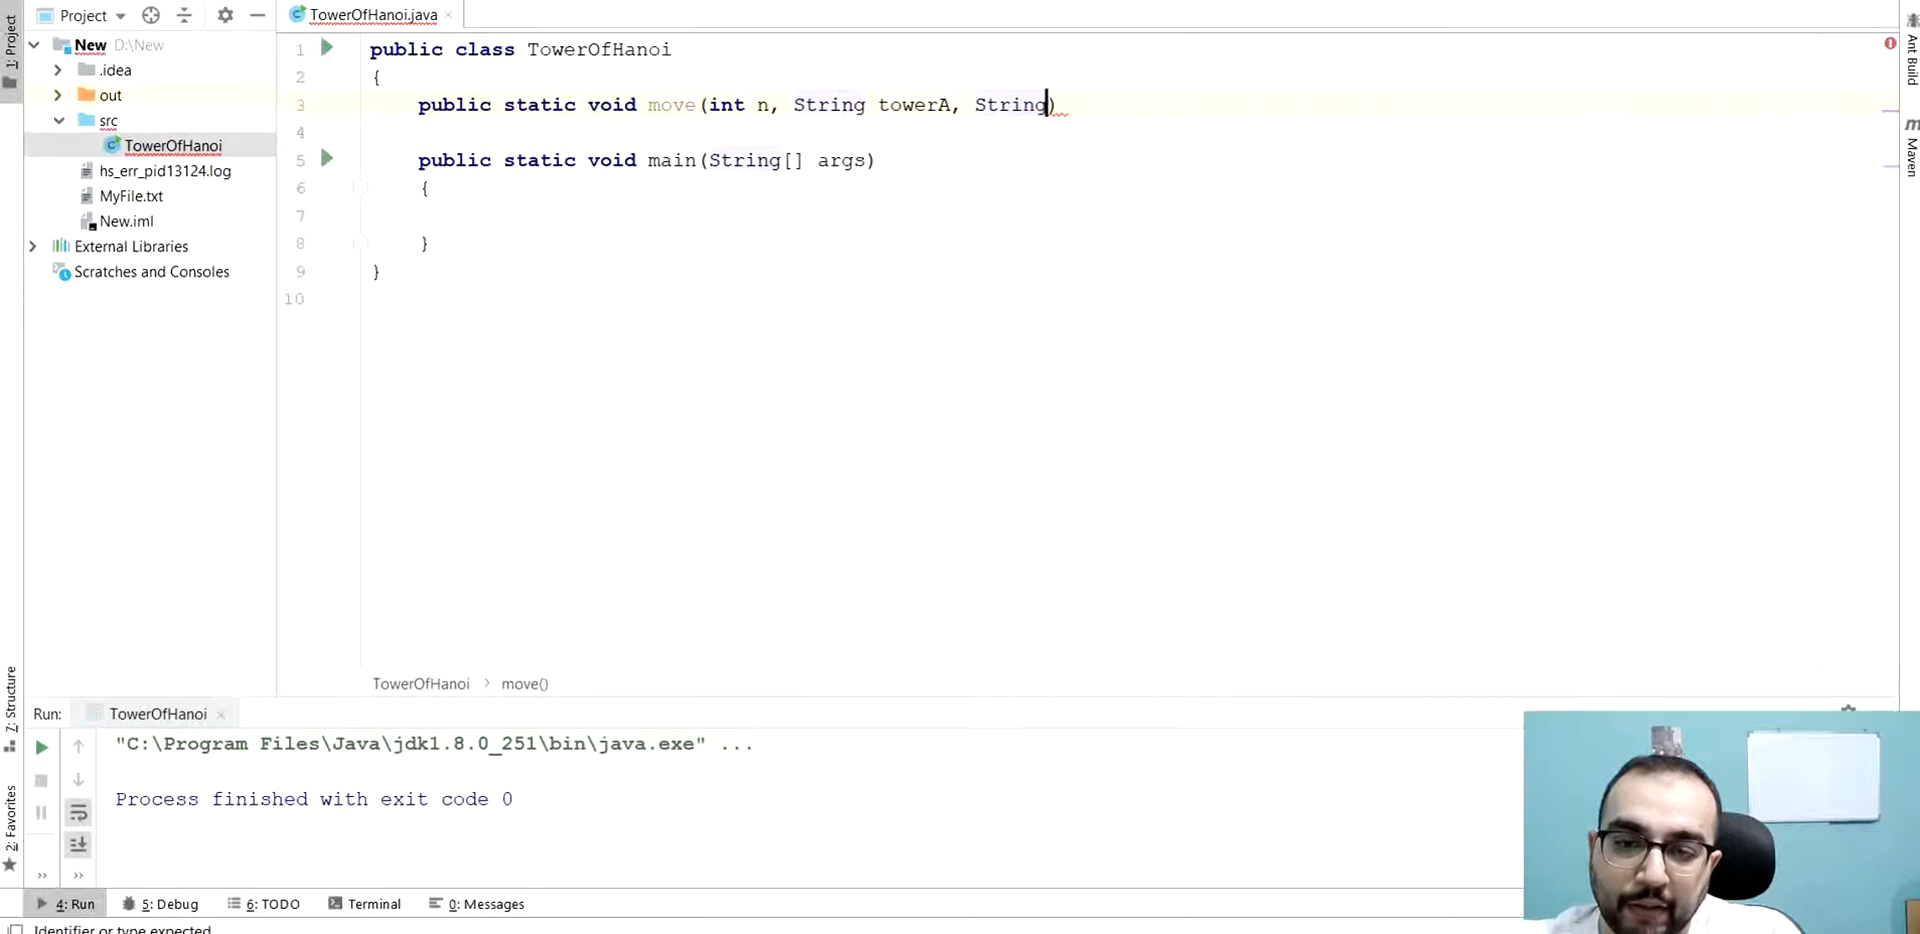 Project
TowerOfHanoi.java
1: Project
New D:\New
.idea
out
src
TowerOfHanoi
hs_err_pid13124.log
MyFile.txt
New.iml
External Libraries
Scratches and Consoles
1 public class TowerOfHanoi
2 {
3 public static void move(int n, String towerA, String)
4
5 public static void main(String[] args)
6 {
7
8 }
9 }
10
Ant Build
m Maven
TowerOfHanoi > move()
7: Structure
2: Favorites
Run: TowerOfHanoi
"C:\Program Files\Java\jdk1.8.0_251\bin\java.exe" ...
Process finished with exit code 0
4: Run 5: Debug 6: TODO Terminal 0: Messages
Identifier or type expected